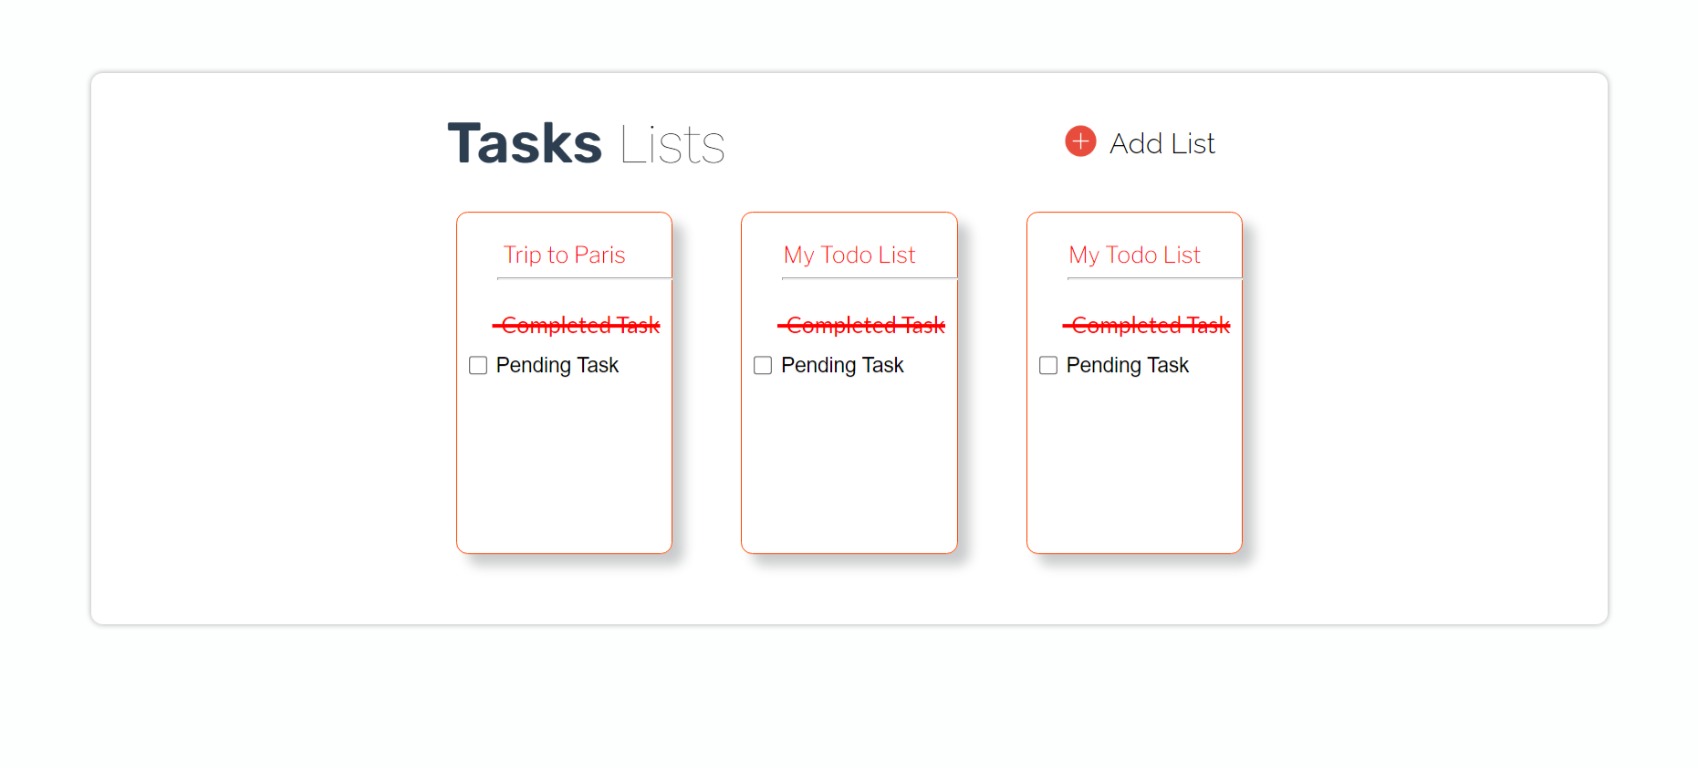 Tasks Lists
Add List
Trip to Paris
Completed Task
Pending Task
My Todo List
Completed Task
Pending Task
My Todo List
Completed Task
Pending Task